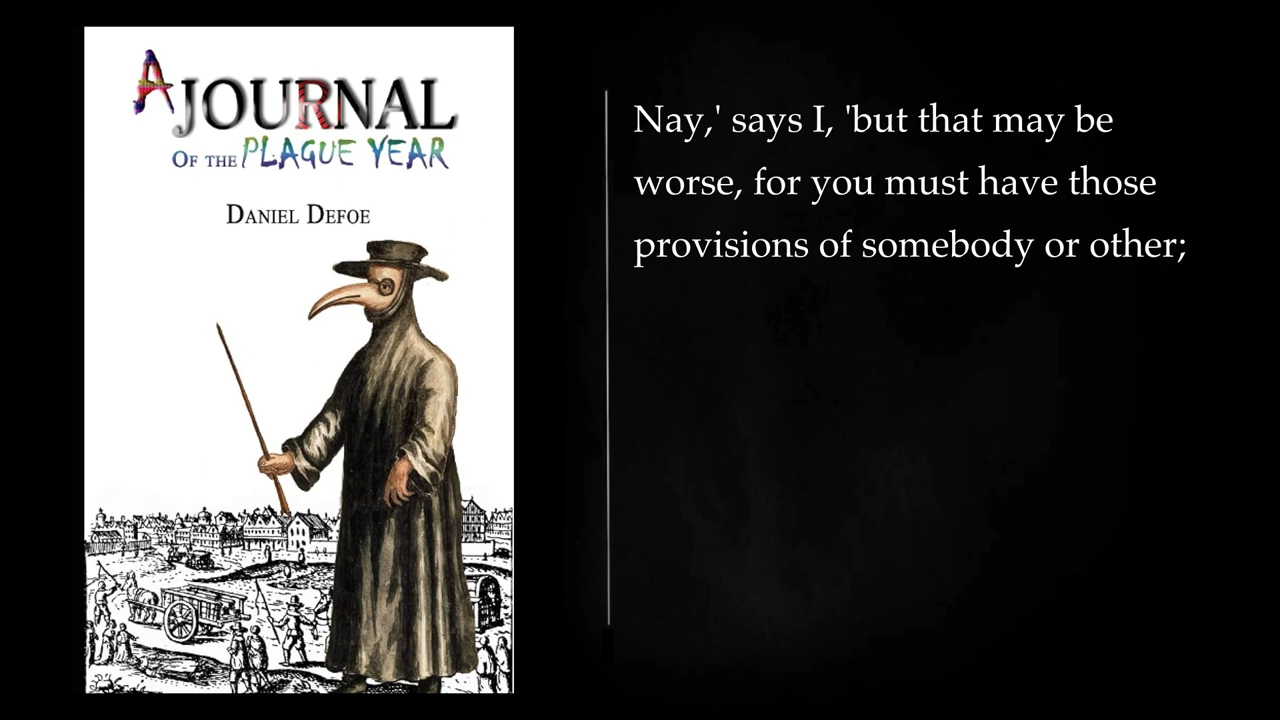 A JOURNAL
OF THE PLAGUE YEAR
DANIEL DEFOE
Nay,' says I, 'but that may be
worse, for you must have those
provisions of somebody or other;